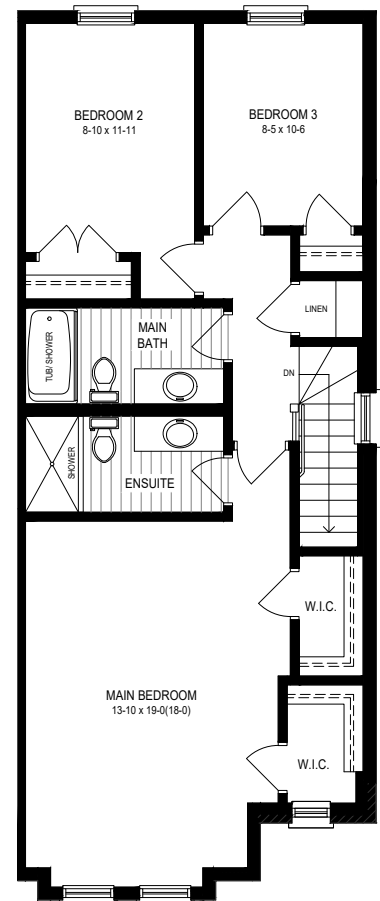 BEDROOM 2
8-10 x 11-11
BEDROOM 3
8-5 x 10-6
LINEN
MAIN
BATH
TUB/ SHOWER
DN
SHOWER
ENSUITE
W.I.C.
MAIN BEDROOM
13-10 x 19-0(18-0)
W.I.C.